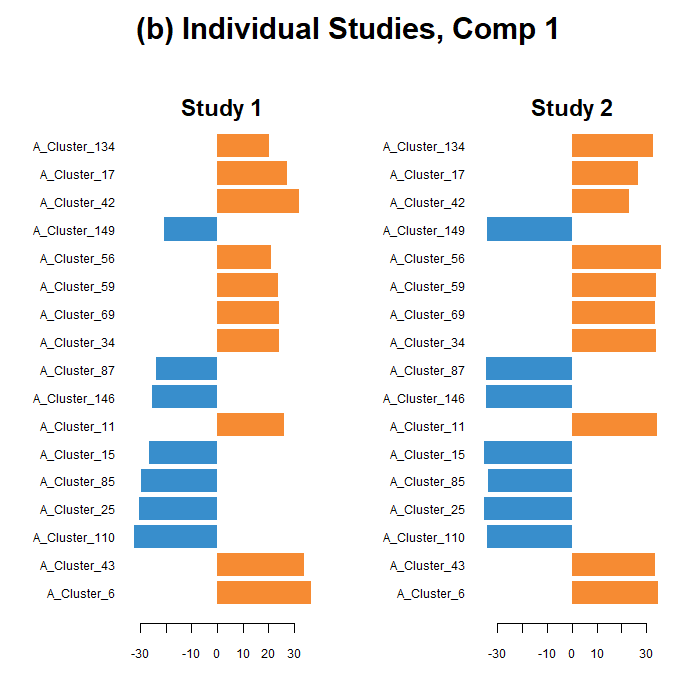 (b) Individual Studies, Comp 1
Study 1
A_Cluster_134
A_Cluster_17
A_Cluster_42
A_Cluster_149
A_Cluster_56
A_Cluster_59
A_Cluster_69
A_Cluster_34
A_Cluster_87
A_Cluster_146
A_Cluster_11
A_Cluster_15
A_Cluster_85
A_Cluster_25
A_Cluster_110
A_Cluster_43
A_Cluster_6
-30 -10 0 10 20 30
Study 2
A_Cluster_134
A_Cluster_17
A_Cluster_42
A_Cluster_149
A_Cluster_56
A_Cluster_59
A_Cluster_69
A_Cluster_34
A_Cluster_87
A_Cluster_146
A_Cluster_11
A_Cluster_15
A_Cluster_85
A_Cluster_25
A_Cluster_110
A_Cluster_43
A_Cluster_6
-30 -10 0 10 30